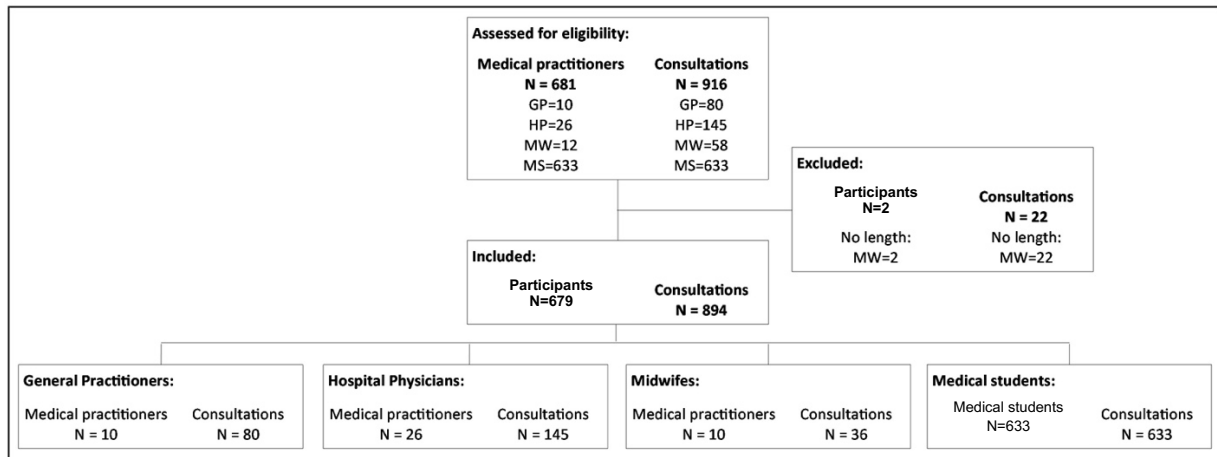 Assessed for eligibility:
Medical practitioners Consultations
N = 681 N = 916
GP=10 GP=80
HP=26 HP=145
MW=12 MW=58
MS=633 MS=633
Excluded:
Participants Consultations
N=2 N = 22
No length: No length:
MW=2 MW=22
Included:
Participants Consultations
N=679 N = 894
General Practitioners:
Medical practitioners Consultations
N = 10 N = 80
Hospital Physicians:
Medical practitioners Consultations
N = 26 N = 145
Midwifes:
Medical practitioners Consultations
N = 10 N = 36
Medical students:
Medical students Consultations
N=633 N = 633